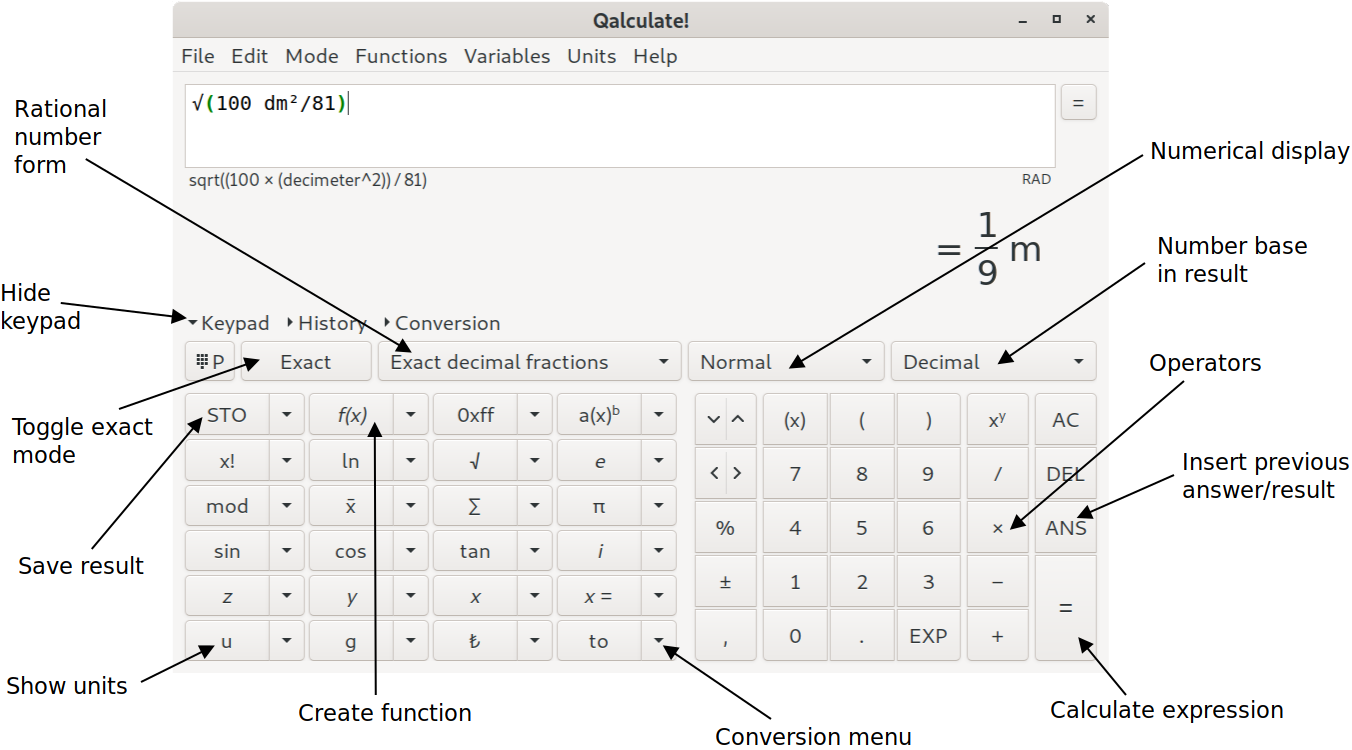 Qalculate!
File Edit Mode Functions Variables Units Help
√(100 dm²/81)
=
sqrt((100 × (decimeter^2)) / 81)
RAD
= 1/9 m
Rational
number
form
Numerical display
Number base
in result
Hide
keypad
Keypad History Conversion
P Exact Exact decimal fractions Normal Decimal
Operators
Toggle exact
mode
STO f(x) 0xff a(x)ᵇ
x! ln √ e
mod x̄ ∑ π
sin cos tan i
z y x x =
u g ₺ to
(x) ( ) xʸ AC
7 8 9 / DEL
% 4 5 6 × ANS
± 1 2 3 −
=
, 0 . EXP +
Insert previous
answer/result
Save result
Show units
Create function
Conversion menu
Calculate expression